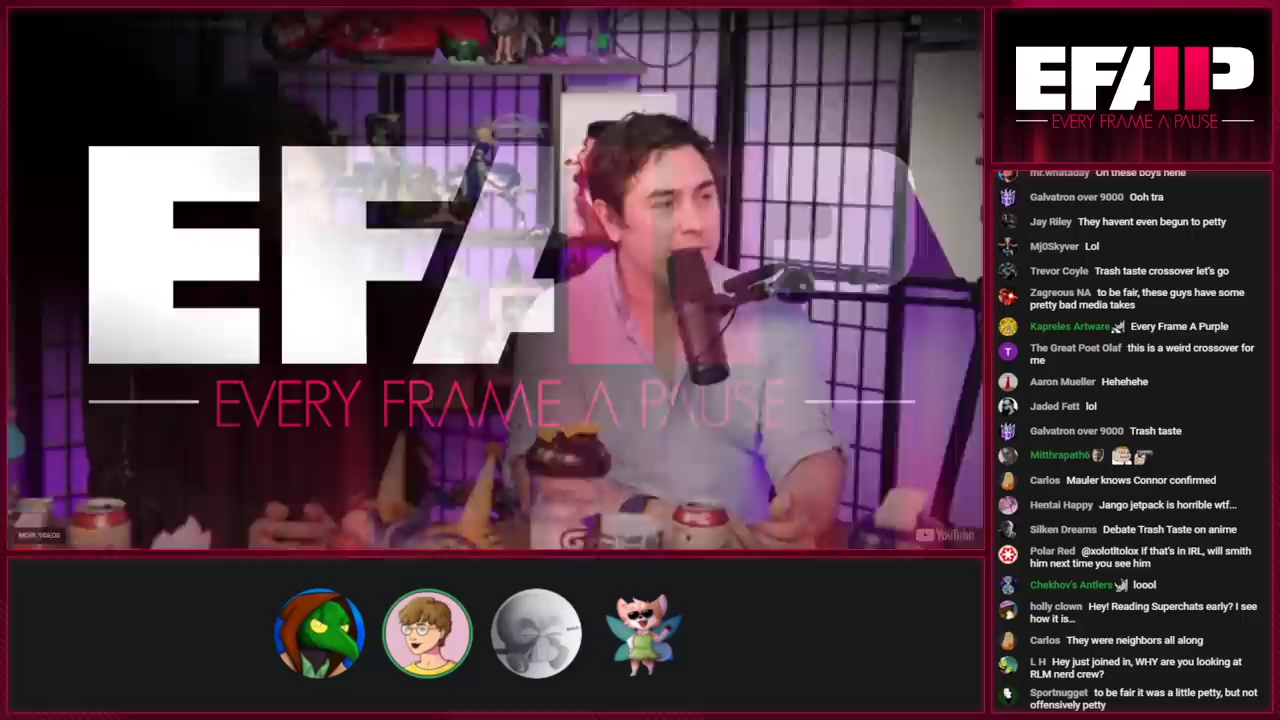 EFAP
EVERY FRAME A PAUSE
MORE VIDEOS
YouTube
EFAP
EVERY FRAME A PAUSE
mr.whataday Oh these boys hehe
Galvatron over 9000 Ooh tra
Jay Riley They havent even begun to petty
Mj0Skyver Lol
Trevor Coyle Trash taste crossover let's go
Zagreous NA to be fair, these guys have some
pretty bad media takes
Kapreles Artware Every Frame A Purple
T
The Great Poet Olaf this is a weird crossover for
me
Aaron Mueller Hehehehe
Jaded Fett lol
Galvatron over 9000 Trash taste
Mitthrapath6
Carlos Mauler knows Connor confirmed
Hentai Happy Jango jetpack is horrible wtf...
Silken Dreams Debate Trash Taste on anime
Polar Red @xolotltolox if that's in IRL, will smith
him next time you see him
Chekhov's Antlers loool
holly clown Hey! Reading Superchats early? I see
how it is...
Carlos They were neighbors all along
L H Hey just joined in, WHY are you looking at
RLM nerd crew?
Sportnugget to be fair it was a little petty, but not
offensively petty